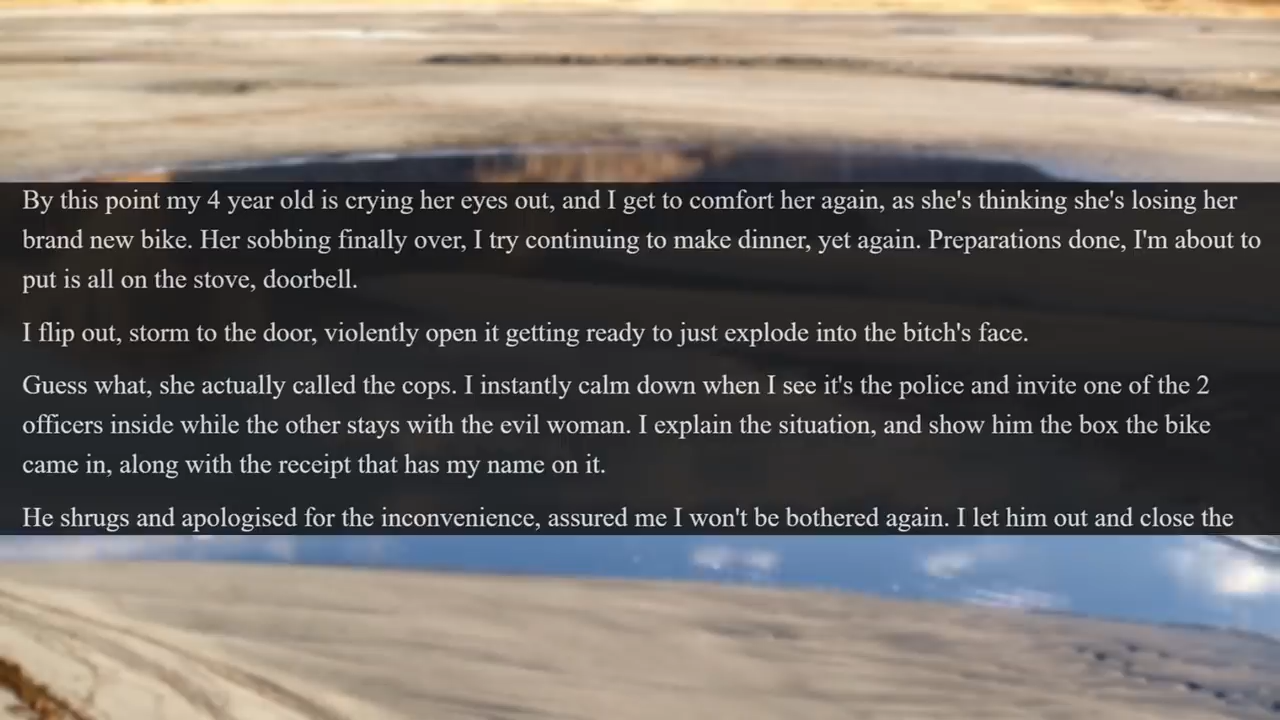 By this point my 4 year old is crying her eyes out, and I get to comfort her again, as she's thinking she's losing her
brand new bike. Her sobbing finally over, I try continuing to make dinner, yet again. Preparations done, I'm about to
put is all on the stove, doorbell.
I flip out, storm to the door, violently open it getting ready to just explode into the bitch's face.
Guess what, she actually called the cops. I instantly calm down when I see it's the police and invite one of the 2
officers inside while the other stays with the evil woman. I explain the situation, and show him the box the bike
came in, along with the receipt that has my name on it.
He shrugs and apologised for the inconvenience, assured me I won't be bothered again. I let him out and close the